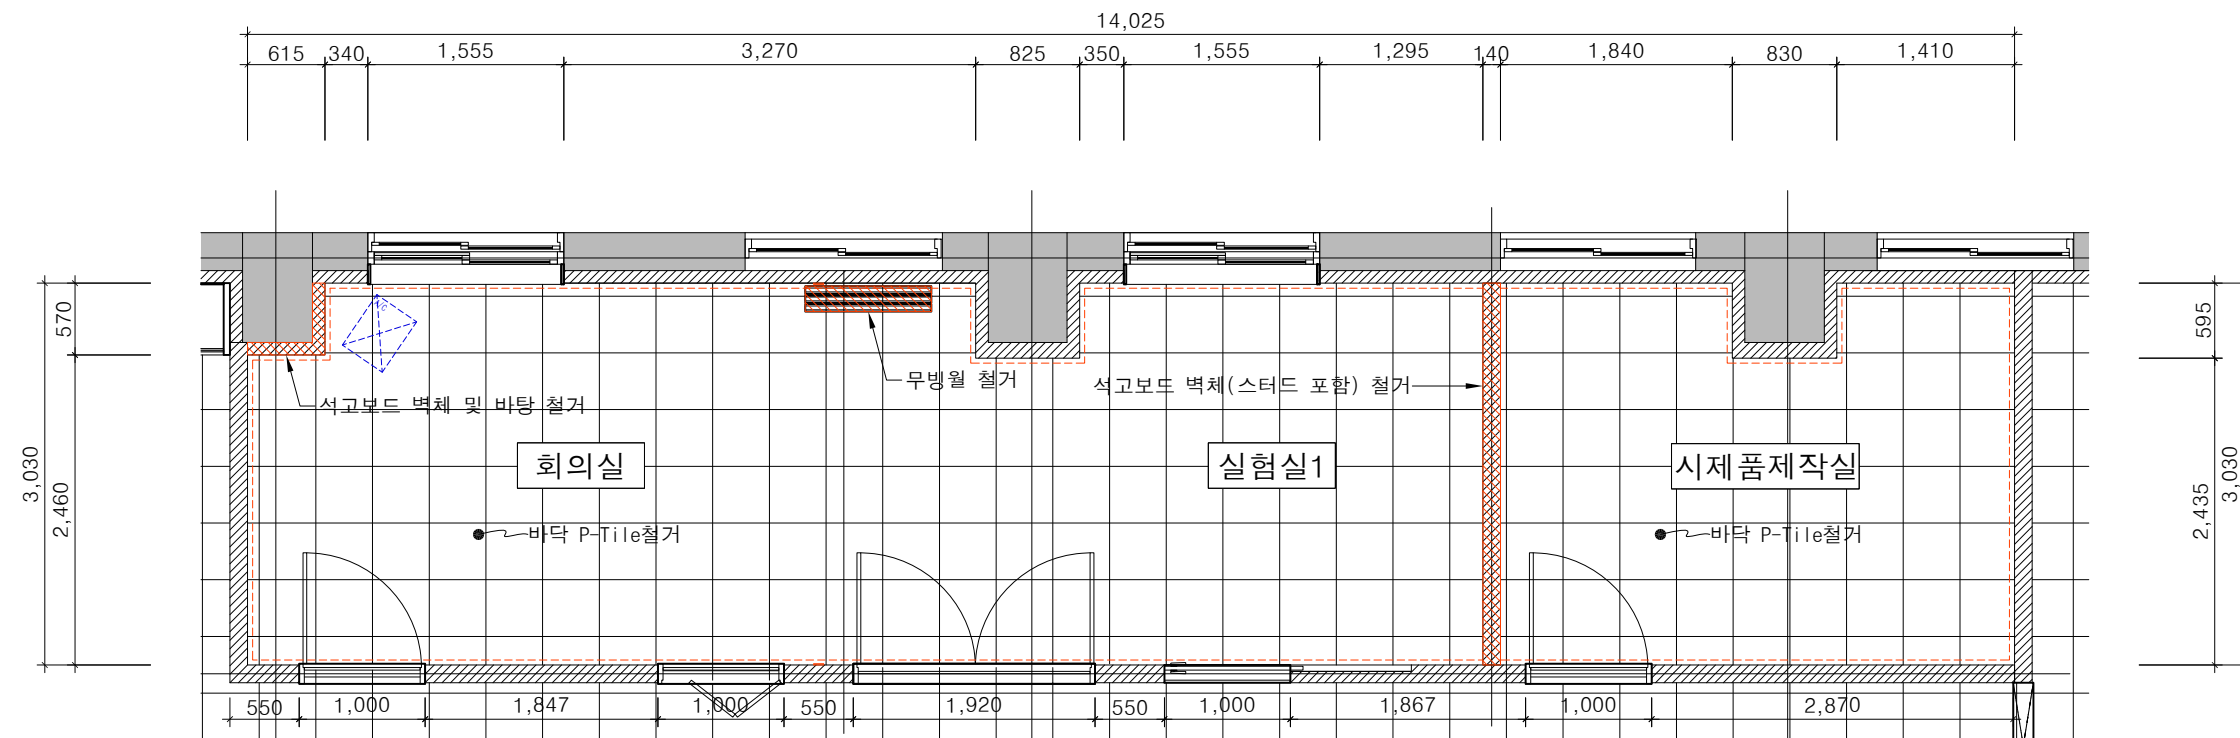 14,025
615 340 1,555 3,270 825 350 1,555 1,295 140 1,840 830 1,410
570
595
무빙월 철거
석고보드 벽체(스터드 포함) 철거
석고보드 벽체 및 바탕 철거
3,030
2,460
회의실
실험실1
시제품제작실
2,435
3,030
바닥 P-Tile철거
바닥 P-Tile철거
550 1,000 1,847 1,000 550 1,920 550 1,000 1,867 1,000 2,870